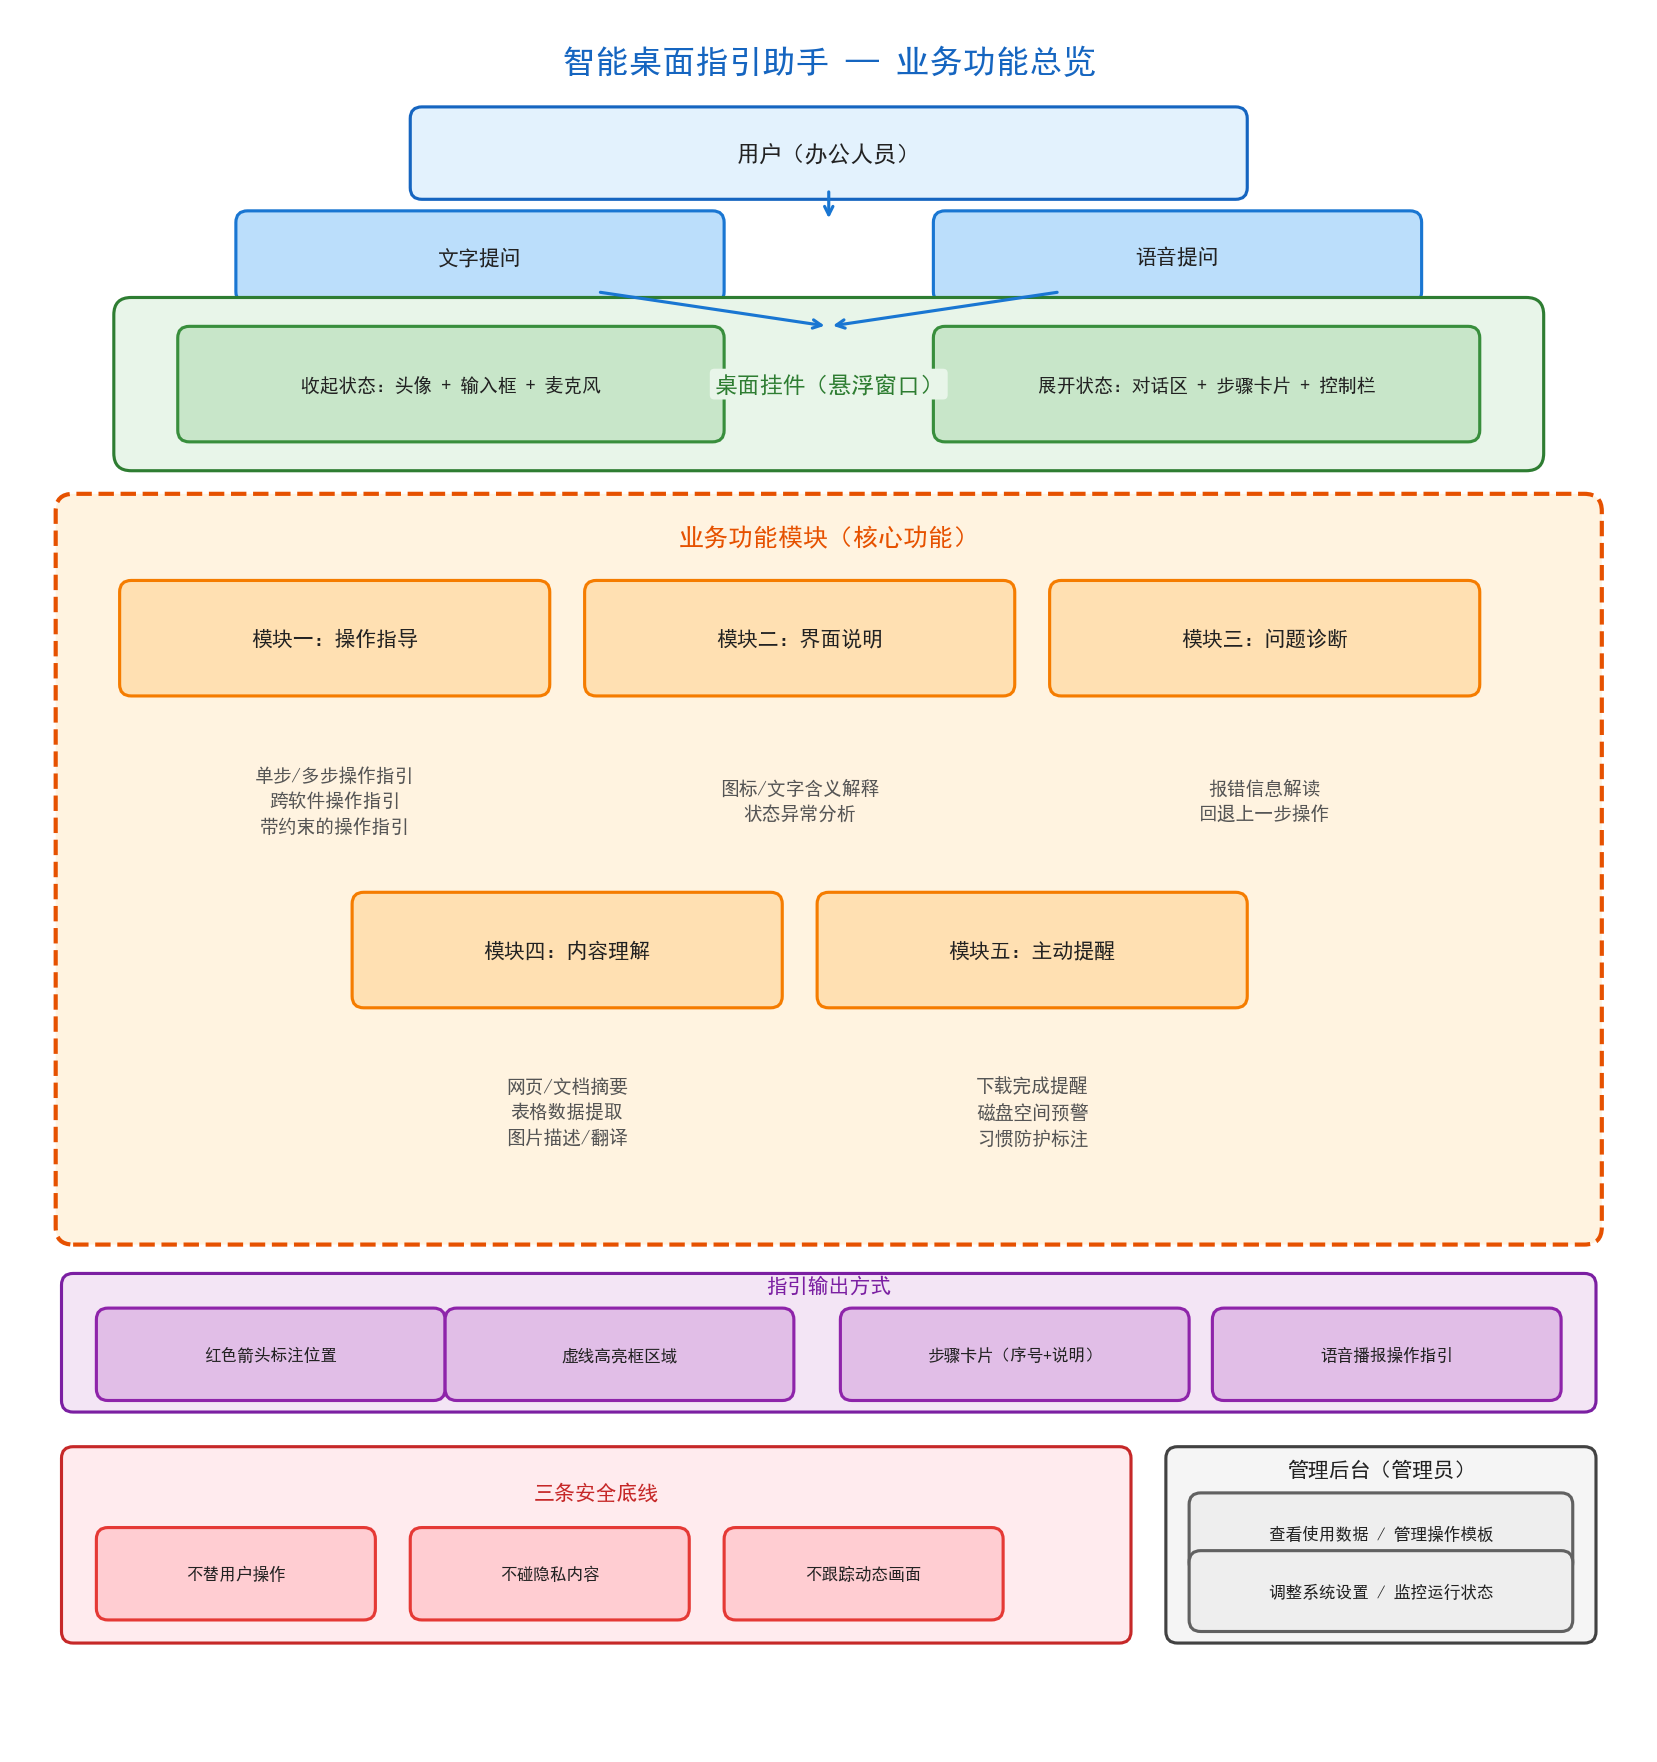 智能桌面指引助手 — 业务功能总览
用户（办公人员）
文字提问
语音提问
收起状态：头像 + 输入框 + 麦克风
桌面挂件（悬浮窗口）
展开状态：对话区 + 步骤卡片 + 控制栏
业务功能模块（核心功能）
模块一：操作指导
模块二：界面说明
模块三：问题诊断
单步/多步操作指引
跨软件操作指引
带约束的操作指引
图标/文字含义解释
状态异常分析
报错信息解读
回退上一步操作
模块四：内容理解
模块五：主动提醒
网页/文档摘要
表格数据提取
图片描述/翻译
下载完成提醒
磁盘空间预警
习惯防护标注
指引输出方式
红色箭头标注位置
虚线高亮框区域
步骤卡片（序号+说明）
语音播报操作指引
三条安全底线
不替用户操作
不碰隐私内容
不跟踪动态画面
管理后台（管理员）
查看使用数据 / 管理操作模板
调整系统设置 / 监控运行状态